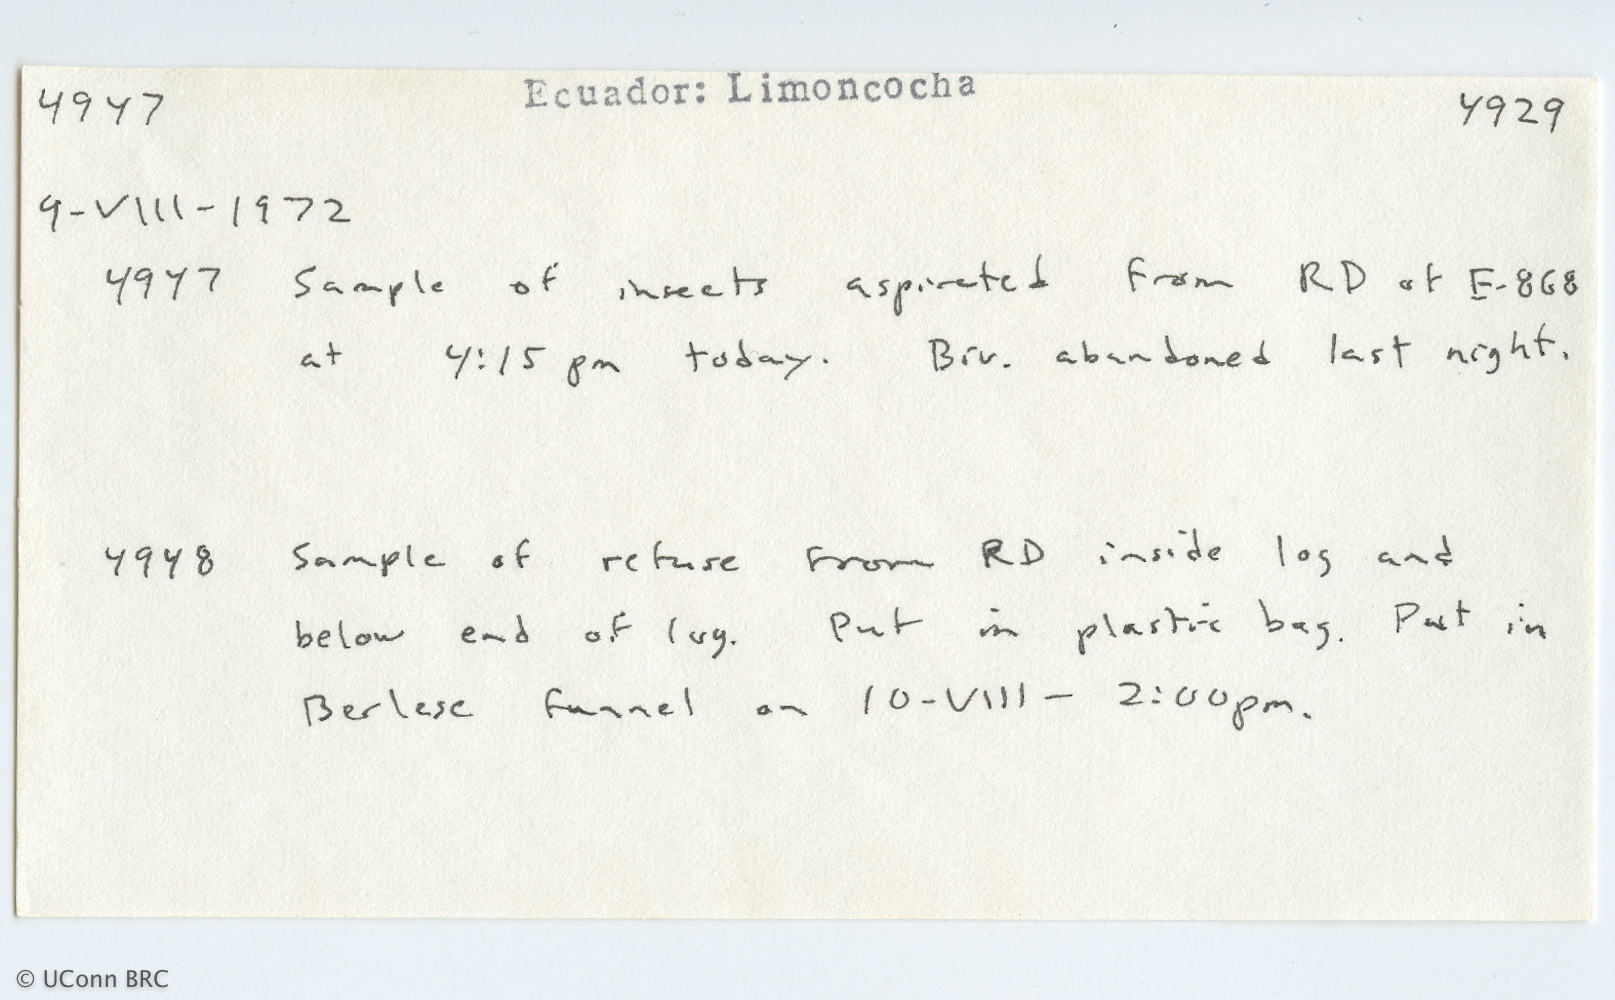 4947 Ecuador: Limoncocha 4929
9-VIII-1972
4947 Sample of insects aspirated from RD at E-868
at 4:15 pm today. Biv. abandoned last night.
4948 Sample of refuse from RD inside log and
below end of log. Put in plastic bag. Put in
Berlese funnel on 10-VIII- 2:00pm.
© UConn BRC